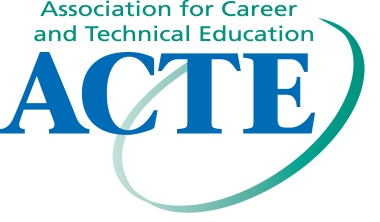 Association for Career
and Technical Education
ACTE